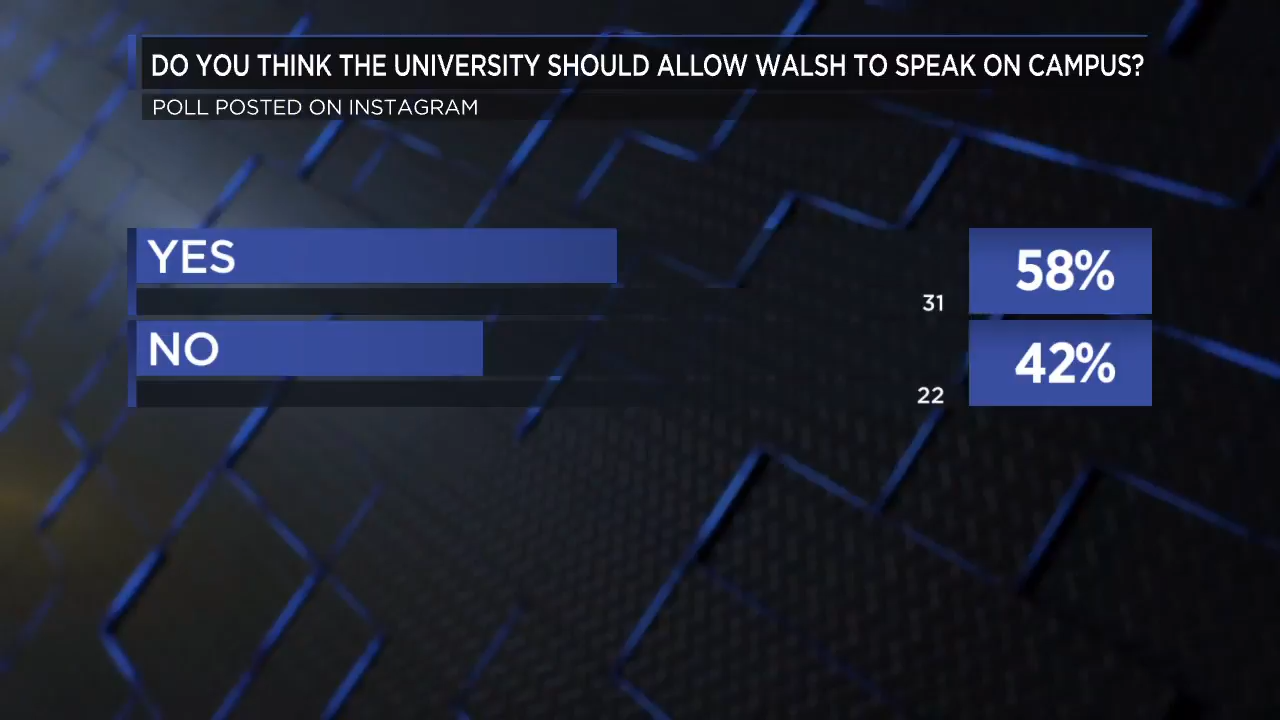 DO YOU THINK THE UNIVERSITY SHOULD ALLOW WALSH TO SPEAK ON CAMPUS?
POLL POSTED ON INSTAGRAM
YES
31
58%
NO
22
42%